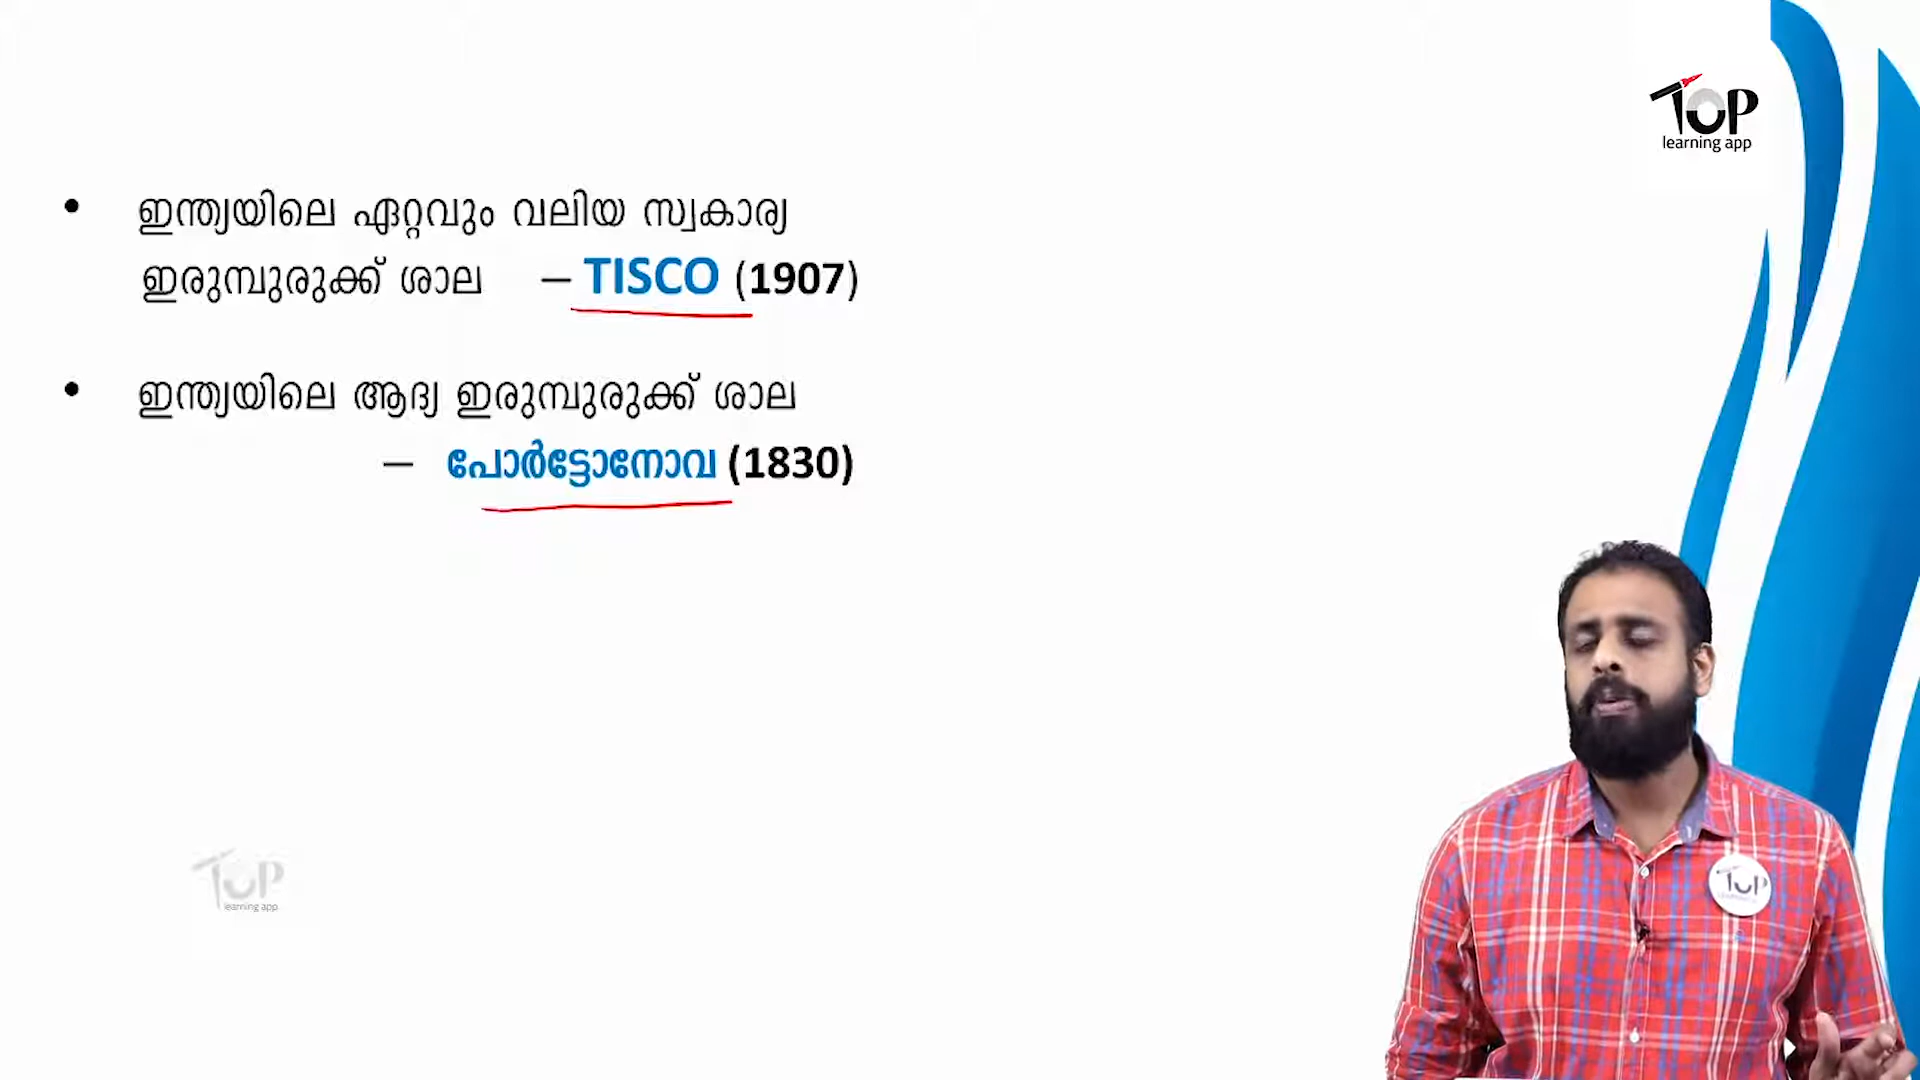 TOP
learning app
• ഇന്ത്യയിലെ ഏറ്റവും വലിയ സ്വകാര്യ
ഇരുമ്പുരുക്ക് ശാല – TISCO (1907)
• ഇന്ത്യയിലെ ആദ്യ ഇരുമ്പുരുക്ക് ശാല
– പോർട്ടോനോവ (1830)
TOP
learning app
TOP